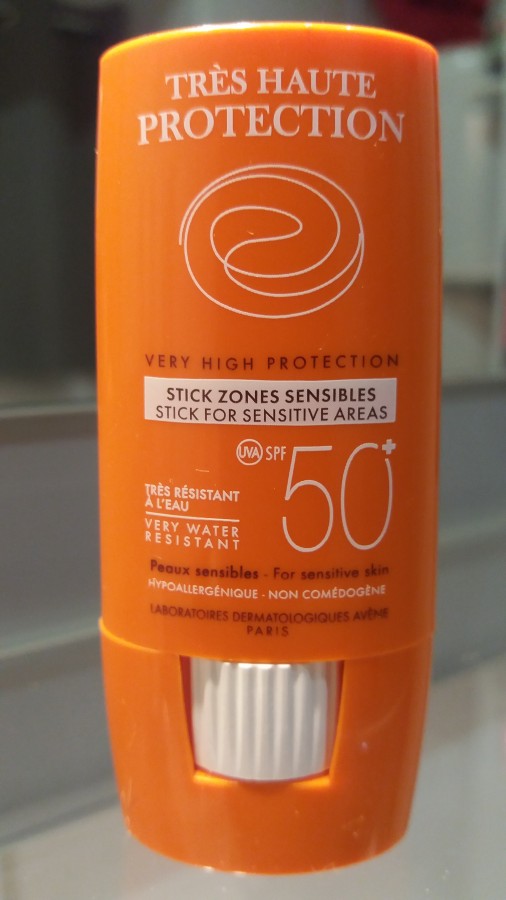 TRÈS HAUTE
PROTECTION
VERY HIGH PROTECTION
STICK ZONES SENSIBLES
STICK FOR SENSITIVE AREAS
UVA SPF 50+
TRÈS RÉSISTANT
À L'EAU
VERY WATER
RESISTANT
Peaux sensibles - For sensitive skin
HYPOALLERGÉNIQUE - NON COMÉDOGÈNE
LABORATOIRES DERMATOLOGIQUES AVÈNE
PARIS